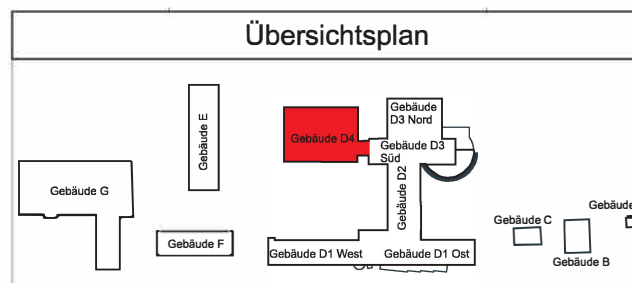 Übersichtsplan
Gebäude E
Gebäude D4
Gebäude
D3 Nord
Gebäude D3
Süd
Gebäude D2
Gebäude G
Gebäude F
Gebäude D1 West
Gebäude D1 Ost
Gebäude C
Gebäude B
Gebäude